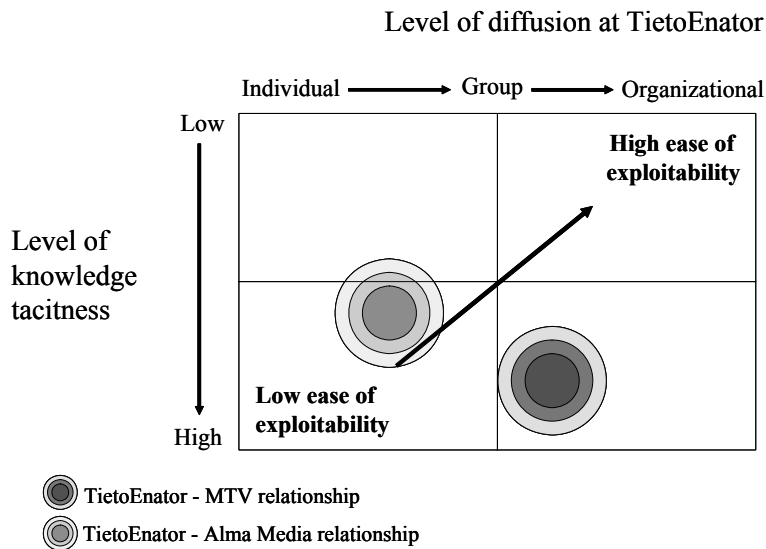 Level of diffusion at TietoEnator
Individual
Group
Organizational
Low
High ease of
exploitability
Level of
knowledge
tacitness
Low ease of
exploitability
High
TietoEnator - MTV relationship
TietoEnator - Alma Media relationship